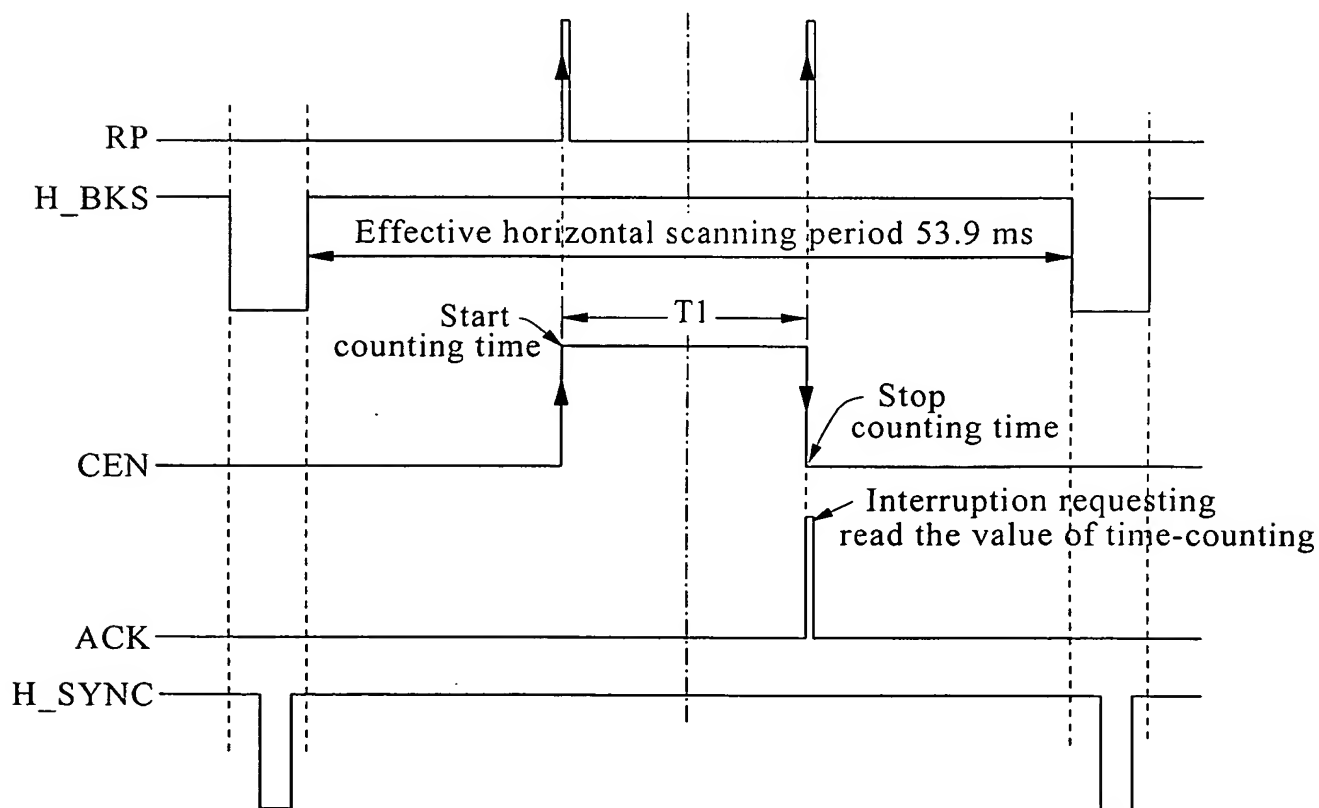 RP
H_BKS
Effective horizontal scanning period 53.9 ms
T1
Start
counting time
Stop
counting time
CEN
Interruption requesting
read the value of time-counting
ACK
H_SYNC